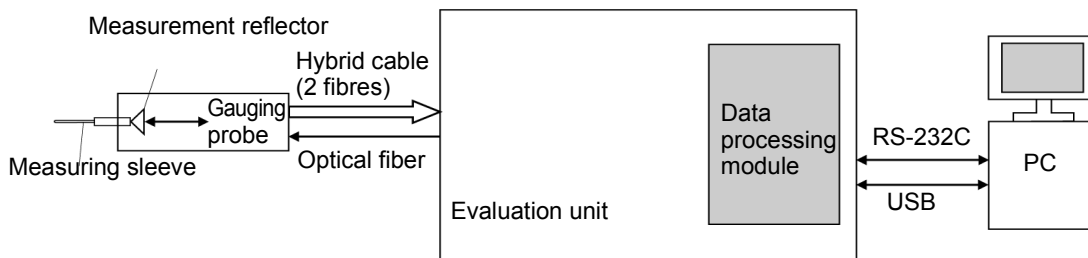 Measurement reflector
Hybrid cable
(2 fibres)
Gauging
probe
Measuring sleeve
Optical fiber
Evaluation unit
Data
processing
module
RS-232C
USB
PC